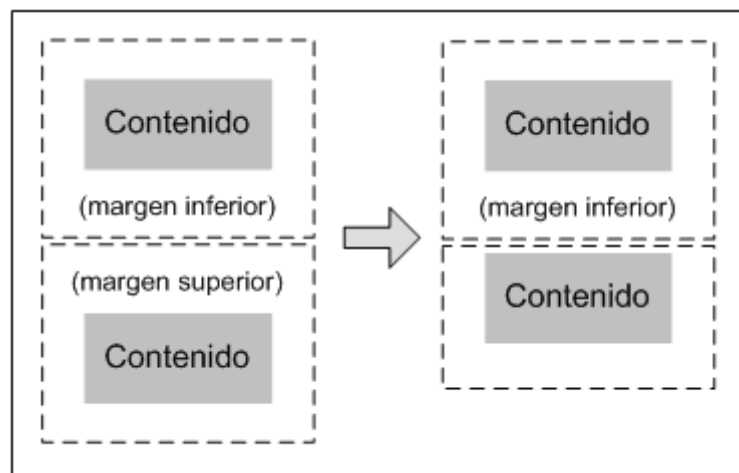 Contenido
(margen inferior)
(margen superior)
Contenido
Contenido
(margen inferior)
Contenido